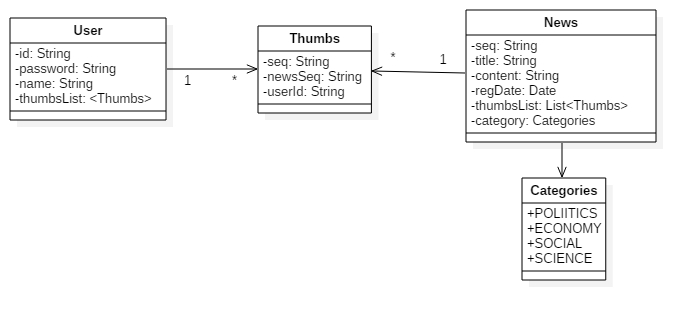 User
-id: String
-password: String
-name: String
-thumbsList: <Thumbs>
1
*
Thumbs
-seq: String
-newsSeq: String
-userId: String
*
1
News
-seq: String
-title: String
-content: String
-regDate: Date
-thumbsList: List<Thumbs>
-category: Categories
Categories
+POLIITICS
+ECONOMY
+SOCIAL
+SCIENCE